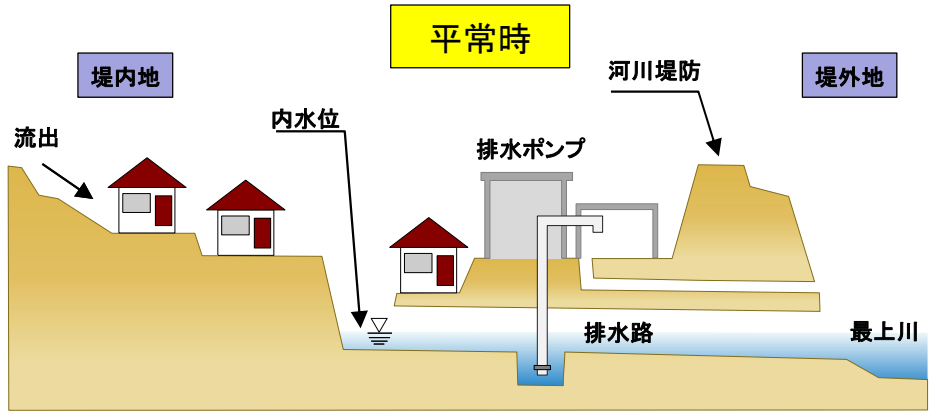 平常時
堤内地
河川堤防
堤外地
流出
内水位
排水ポンプ
排水路
最上川